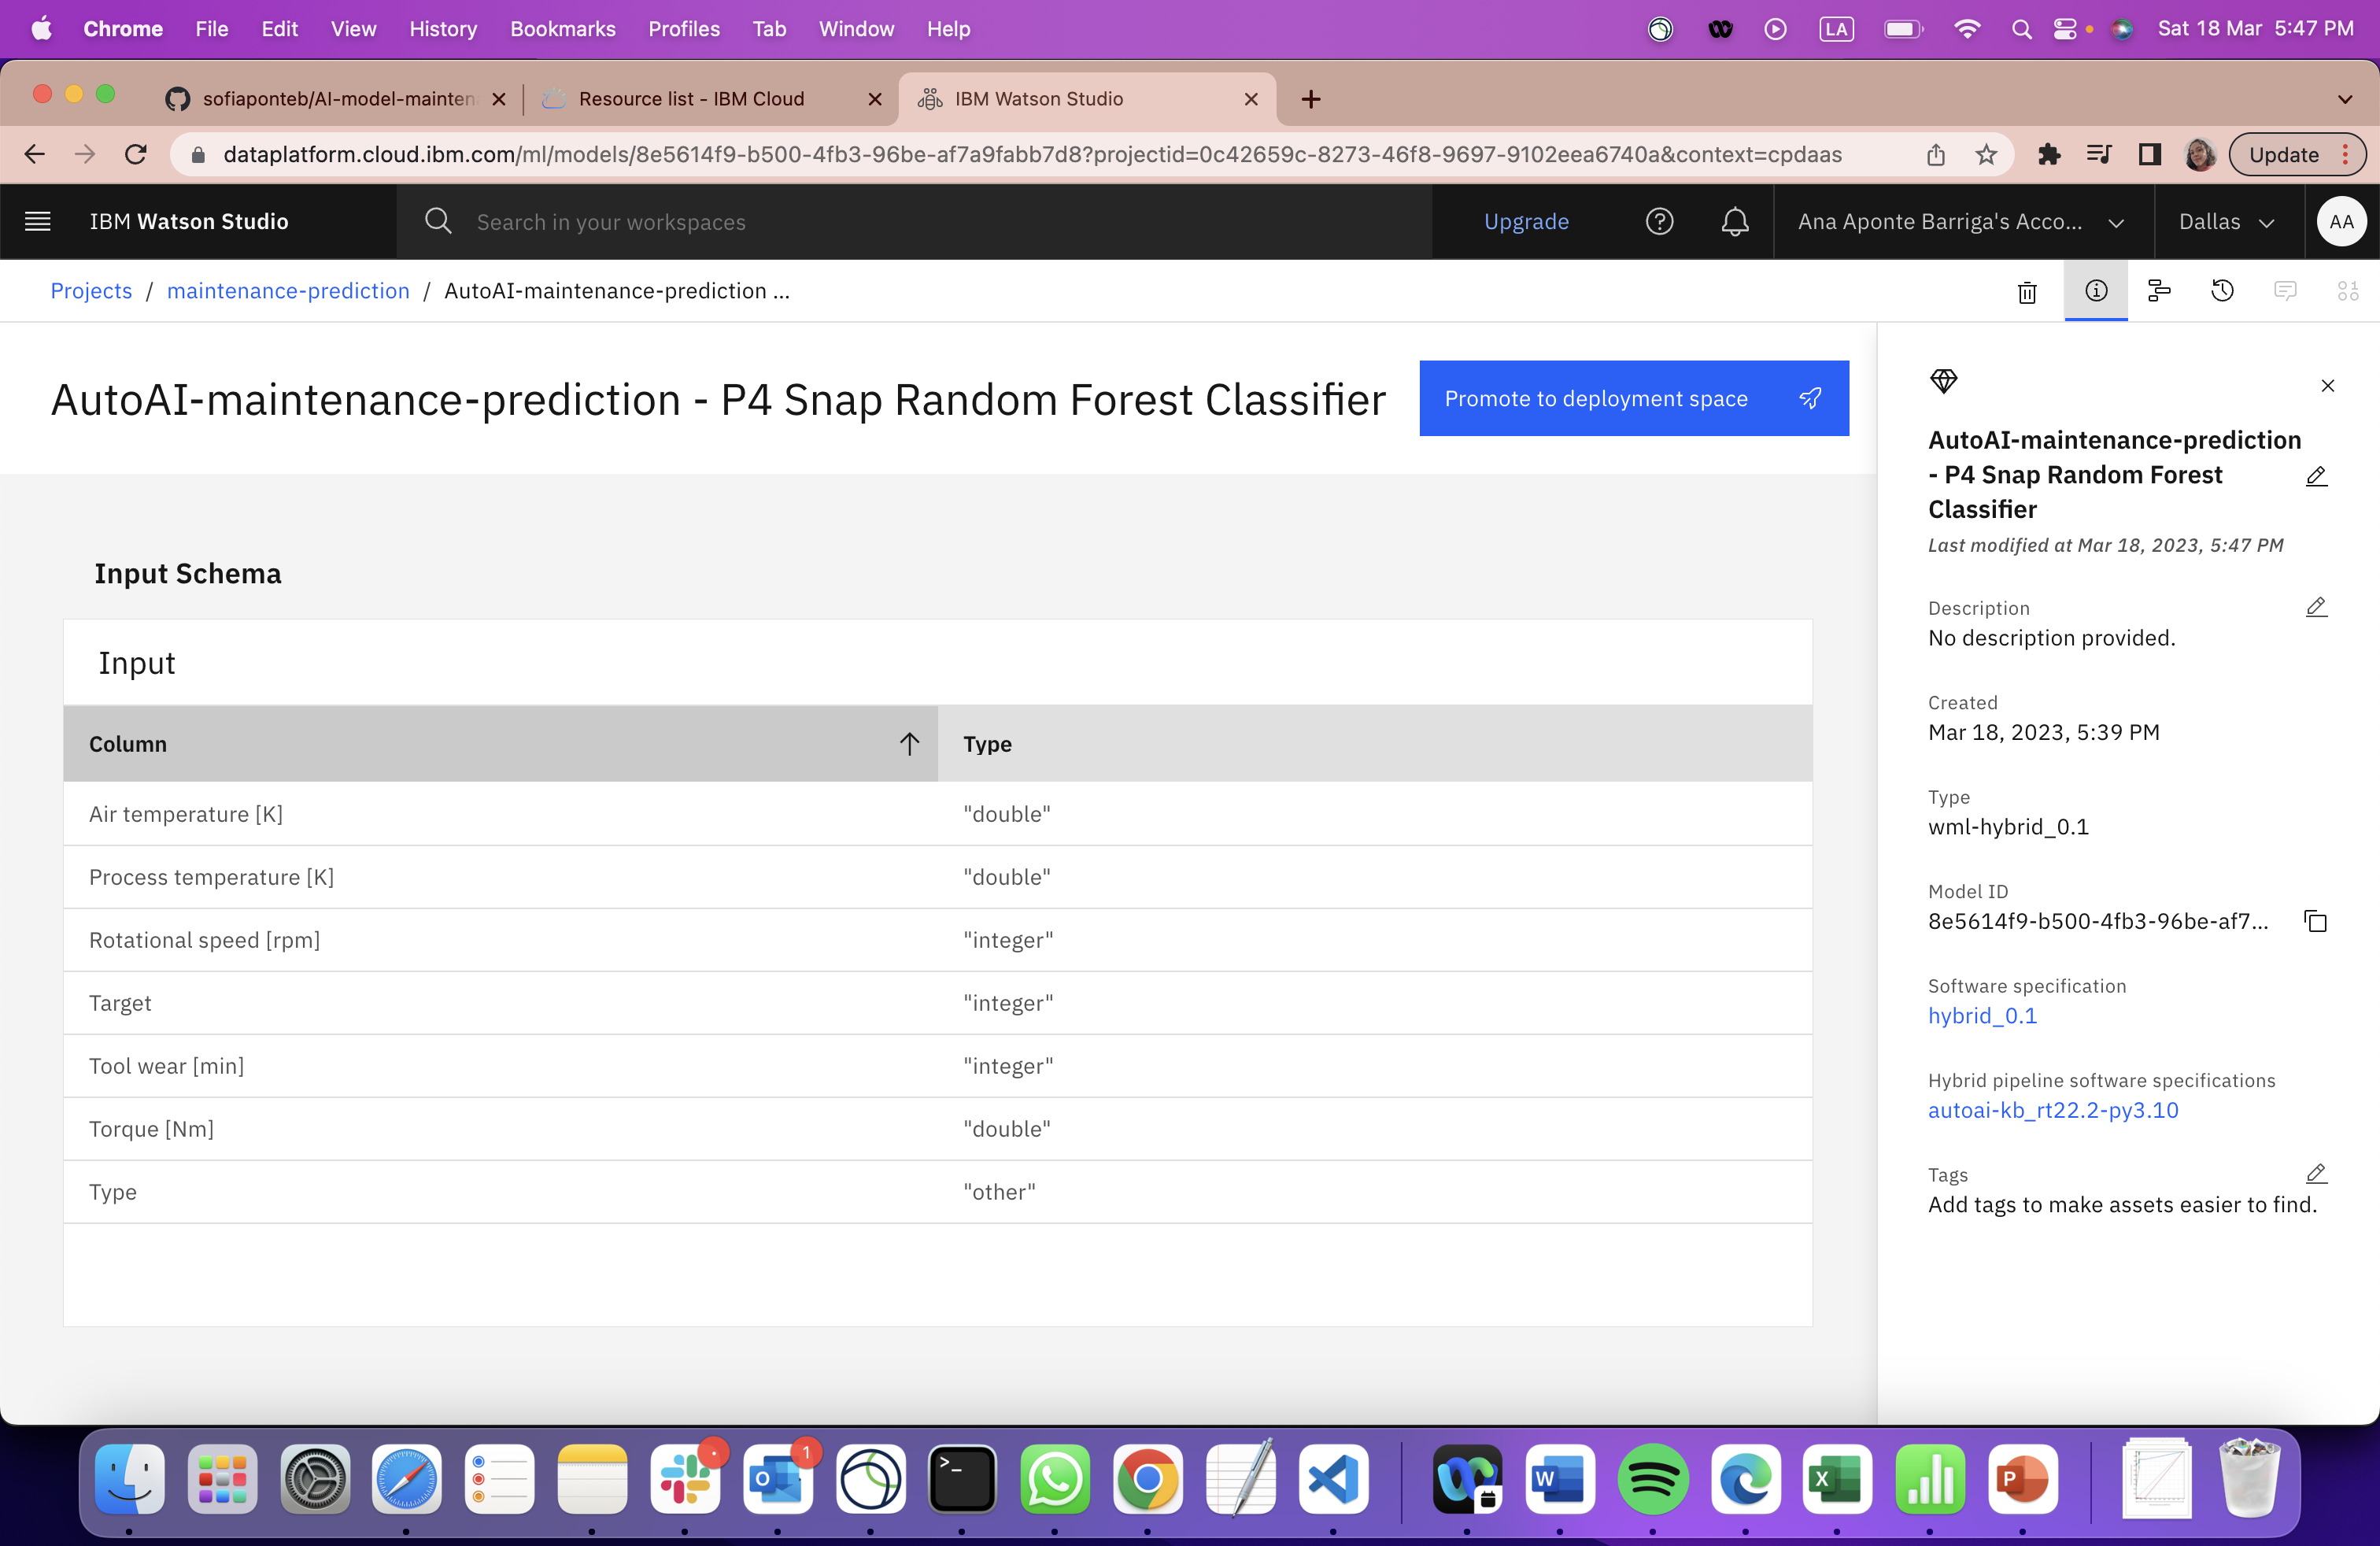 Chrome File Edit View History Bookmarks Profiles Tab Window Help LA Sat 18 Mar 5:47 PM
sofiaponteb/AI-model-mainten Resource list - IBM Cloud IBM Watson Studio
dataplatform.cloud.ibm.com/ml/models/8e5614f9-b500-4fb3-96be-af7a9fabb7d8?projectid=0c42659c-8273-46f8-9697-9102eea6740a&context=cpdaas Update
IBM Watson Studio Search in your workspaces Upgrade Ana Aponte Barriga's Acco... Dallas AA
Projects / maintenance-prediction / AutoAI-maintenance-prediction ...
AutoAI-maintenance-prediction - P4 Snap Random Forest Classifier
Promote to deployment space
Input Schema
Input
Column Type
Air temperature [K] "double"
Process temperature [K] "double"
Rotational speed [rpm] "integer"
Target "integer"
Tool wear [min] "integer"
Torque [Nm] "double"
Type "other"
AutoAI-maintenance-prediction
- P4 Snap Random Forest
Classifier
Last modified at Mar 18, 2023, 5:47 PM
Description
No description provided.
Created
Mar 18, 2023, 5:39 PM
Type
wml-hybrid_0.1
Model ID
8e5614f9-b500-4fb3-96be-af7...
Software specification
hybrid_0.1
Hybrid pipeline software specifications
autoai-kb_rt22.2-py3.10
Tags
Add tags to make assets easier to find.
1